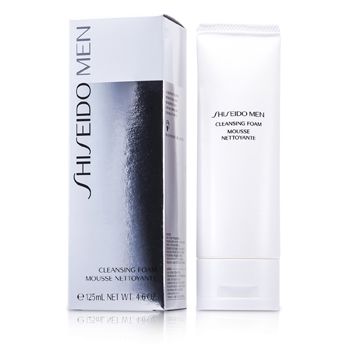 SHISEIDO MEN
CLEANSING FOAM
MOUSSE NETTOYANTE
℮ 125mL NET WT. 4.6 OZ.
SHISEIDO MEN
CLEANSING FOAM
MOUSSE
NETTOYANTE